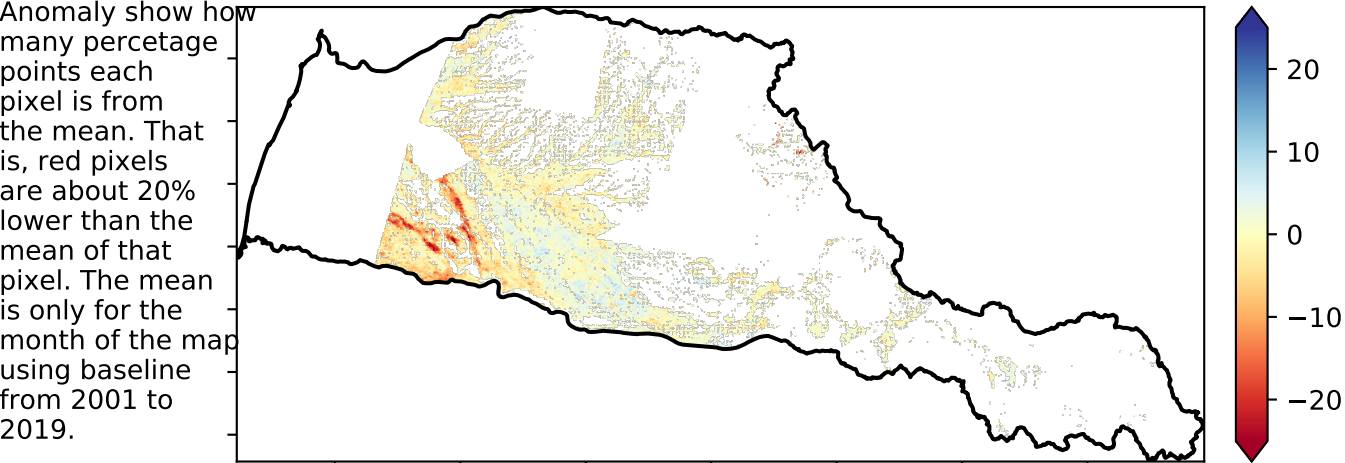 Anomaly show how
many percetage
points each
pixel is from
the mean. That
is, red pixels
are about 20%
lower than the
mean of that
pixel. The mean
is only for the
month of the map
using baseline
from 2001 to
2019.
20
10
0
−10
−20